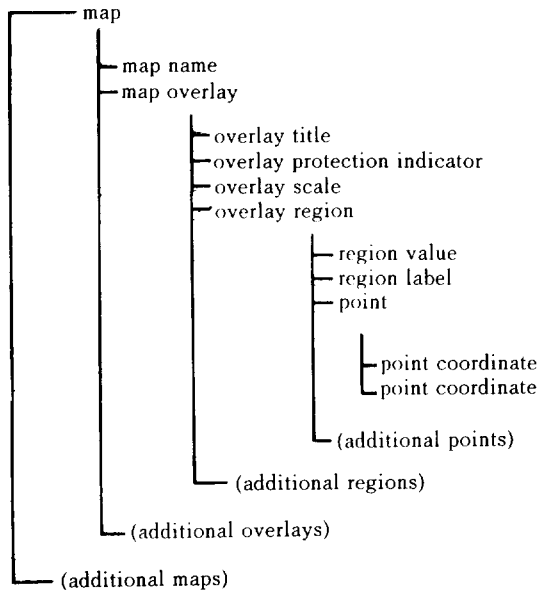 map
map name
map overlay
overlay title
overlay protection indicator
overlay scale
overlay region
region value
region label
point
point coordinate
point coordinate
(additional points)
(additional regions)
(additional overlays)
(additional maps)